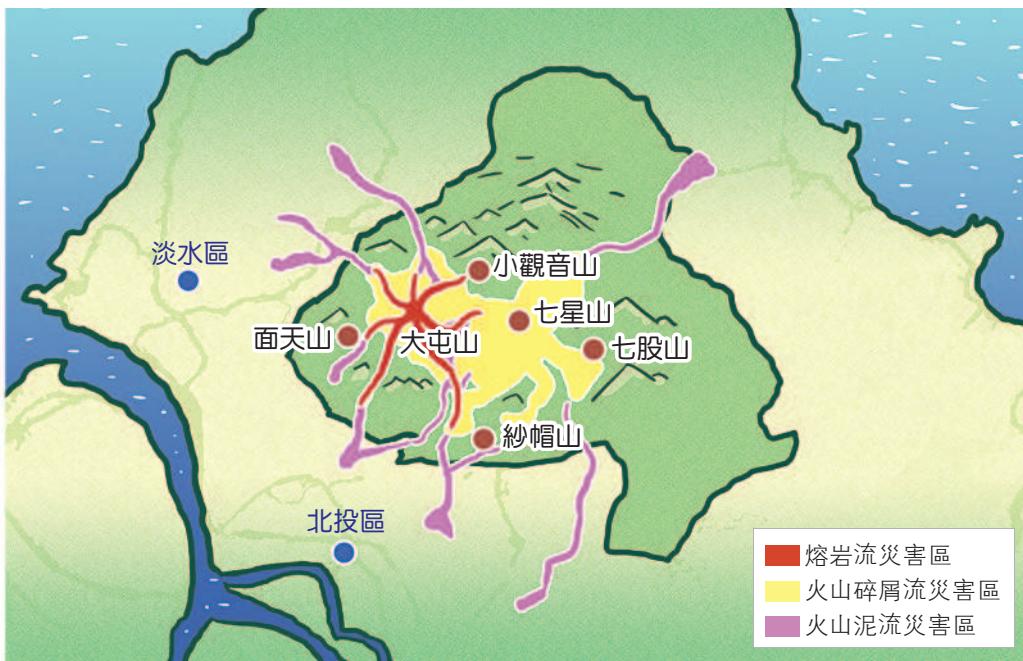 淡水區
小觀音山
七星山
面天山
大屯山
七股山
紗帽山
北投區
熔岩流災害區
火山碎屑流災害區
火山泥流災害區